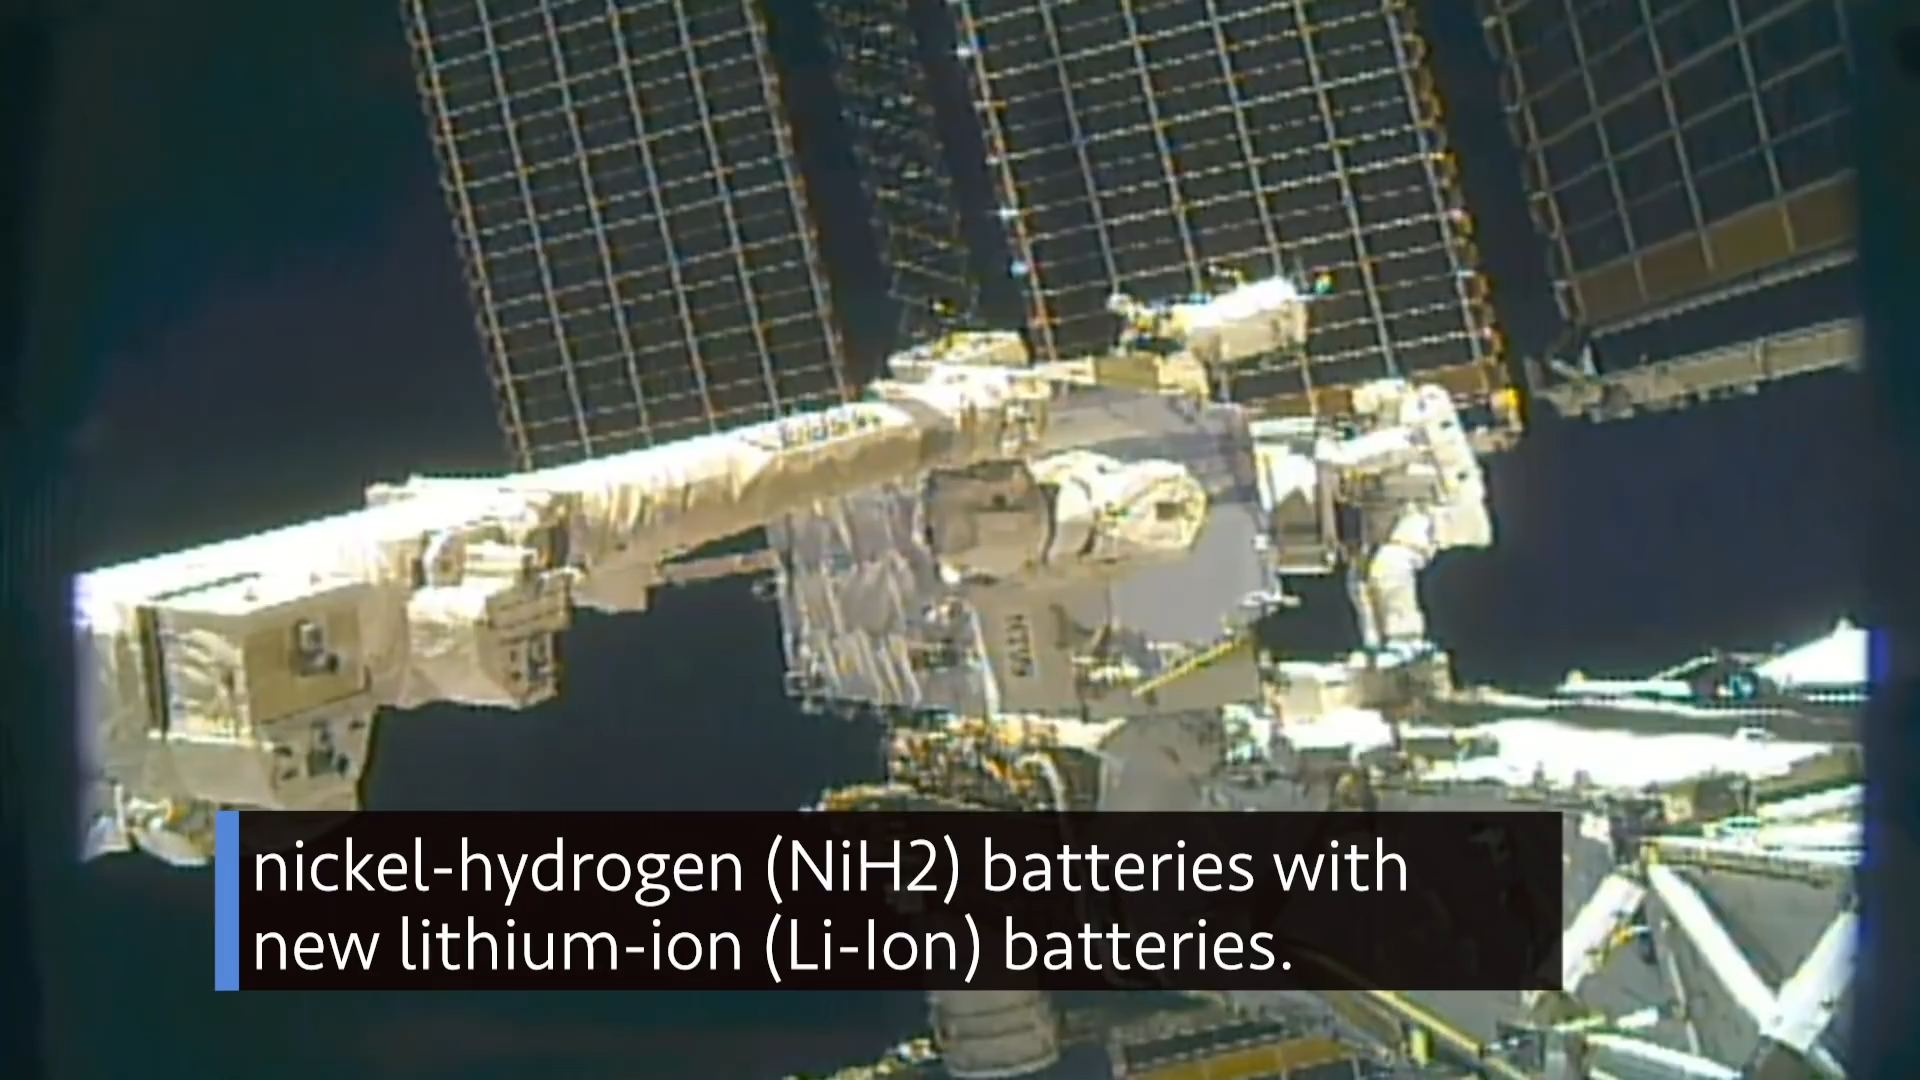 nickel-hydrogen (NiH2) batteries with
new lithium-ion (Li-Ion) batteries.